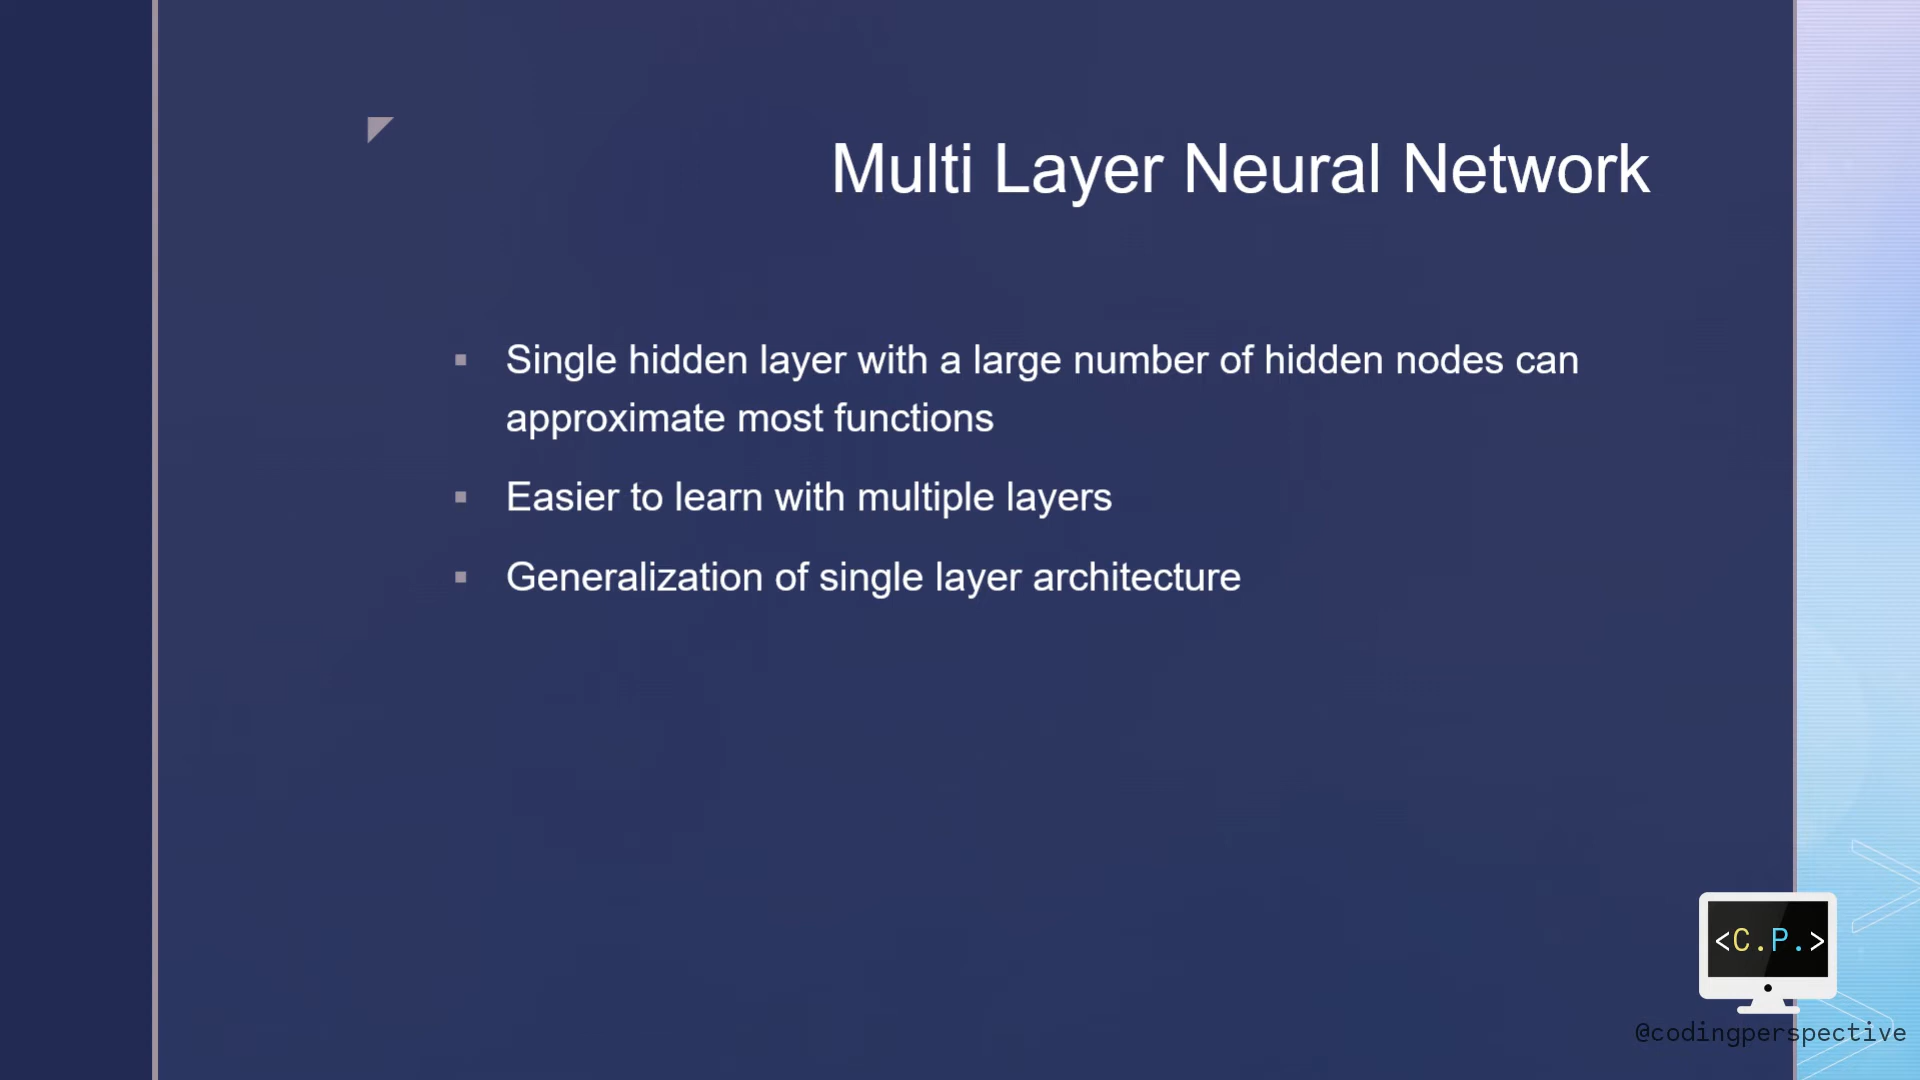 Multi Layer Neural Network
▪ Single hidden layer with a large number of hidden nodes can
approximate most functions
▪ Easier to learn with multiple layers
▪ Generalization of single layer architecture
<C.P.>
@codingperspective